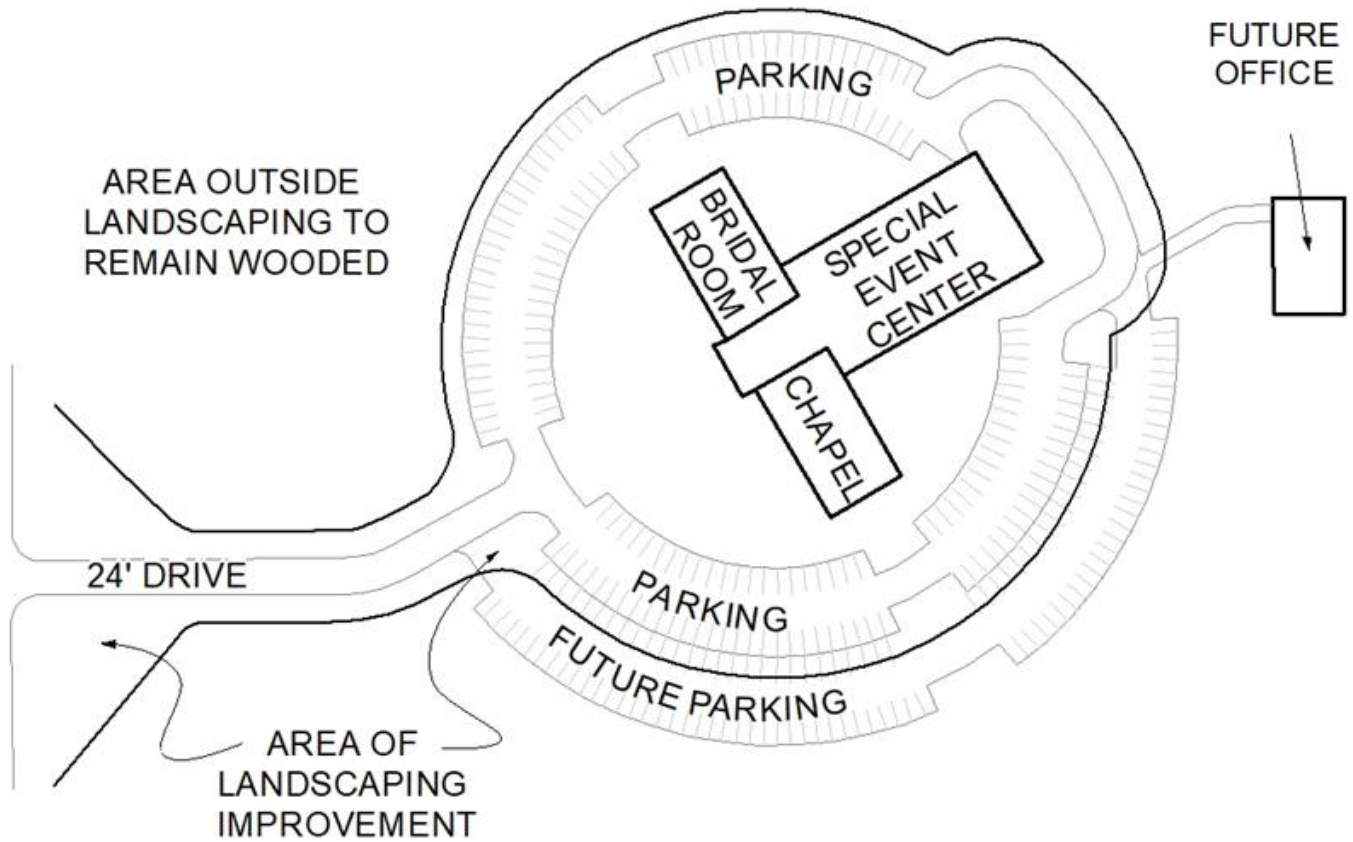 FUTURE
OFFICE
PARKING
AREA OUTSIDE
LANDSCAPING TO
REMAIN WOODED
BRIDAL
ROOM
SPECIAL
EVENT
CENTER
CHAPEL
24' DRIVE
PARKING
FUTURE PARKING
AREA OF
LANDSCAPING
IMPROVEMENT